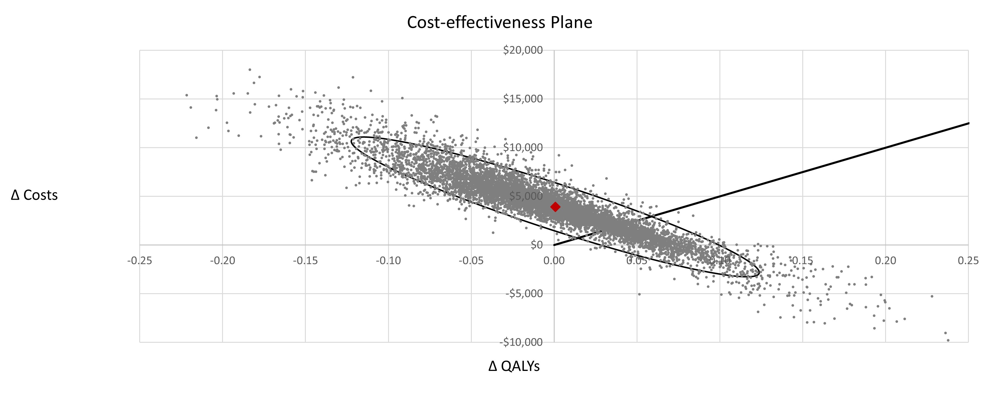 Cost-effectiveness Plane
$20,000
$15,000
$10,000
$5,000
$0
-$5,000
-$10,000
Δ Costs
-0.25 -0.20 -0.15 -0.10 -0.05 0.00 0.05 0.10 0.15 0.20 0.25
Δ QALYs